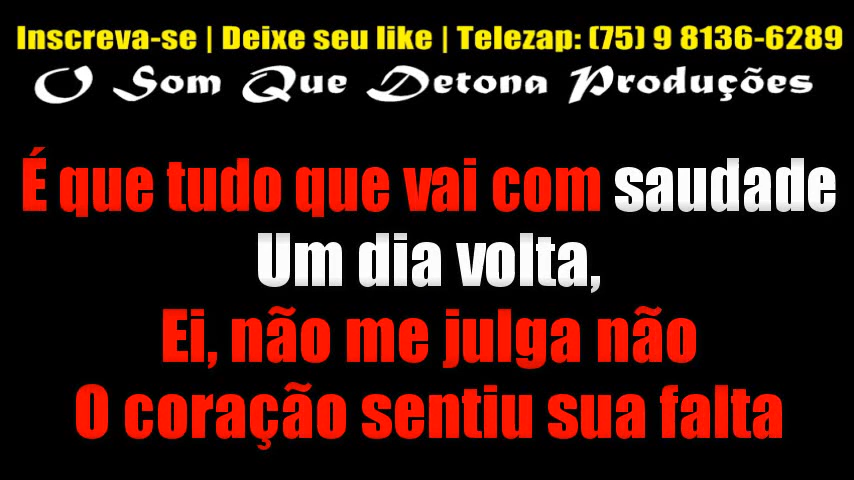 Inscreva-se | Deixe seu like | Telezap: (75) 9 8136-6289
O Som Que Detona Produções
É que tudo que vai com saudade
Um dia volta,
Ei, não me julga não
O coração sentiu sua falta